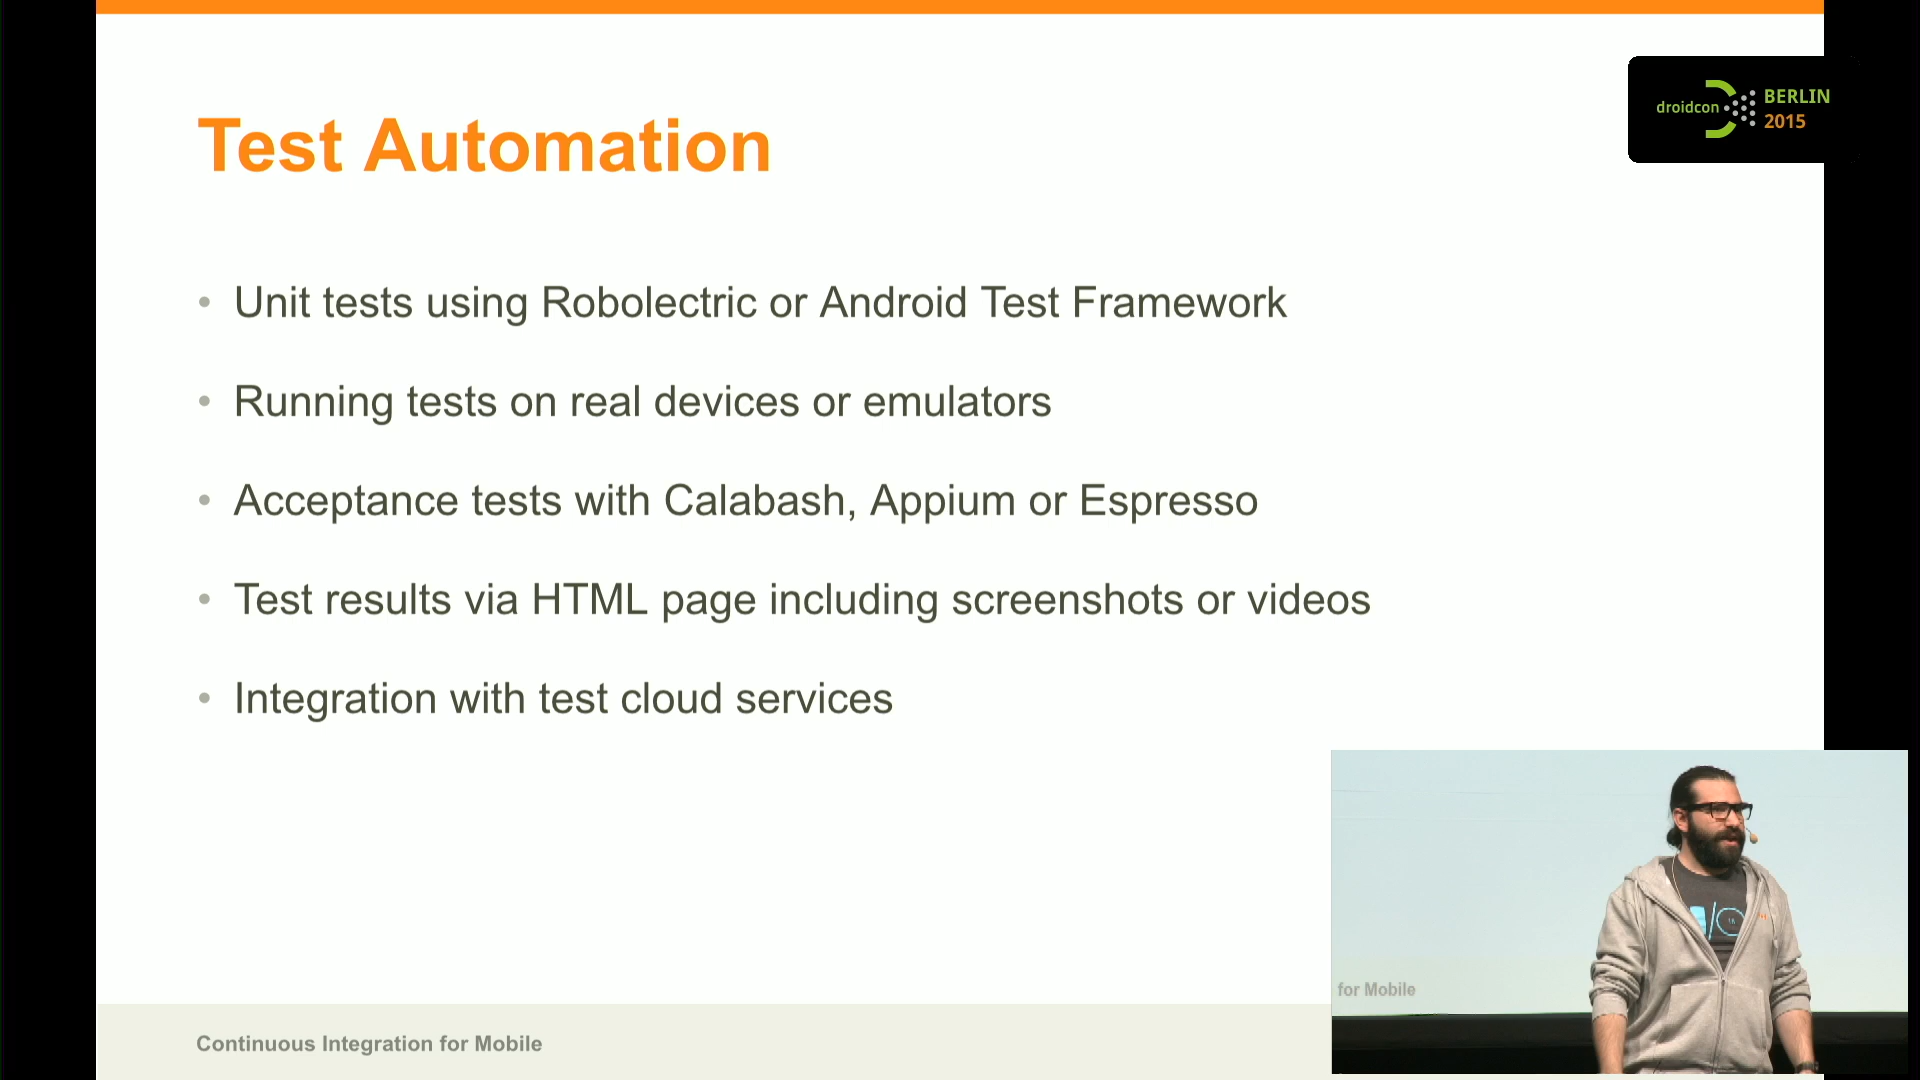 Test Automation
droidcon
BERLIN
2015
• Unit tests using Robolectric or Android Test Framework
• Running tests on real devices or emulators
• Acceptance tests with Calabash, Appium or Espresso
• Test results via HTML page including screenshots or videos
• Integration with test cloud services
I/O
for Mobile
Continuous Integration for Mobile